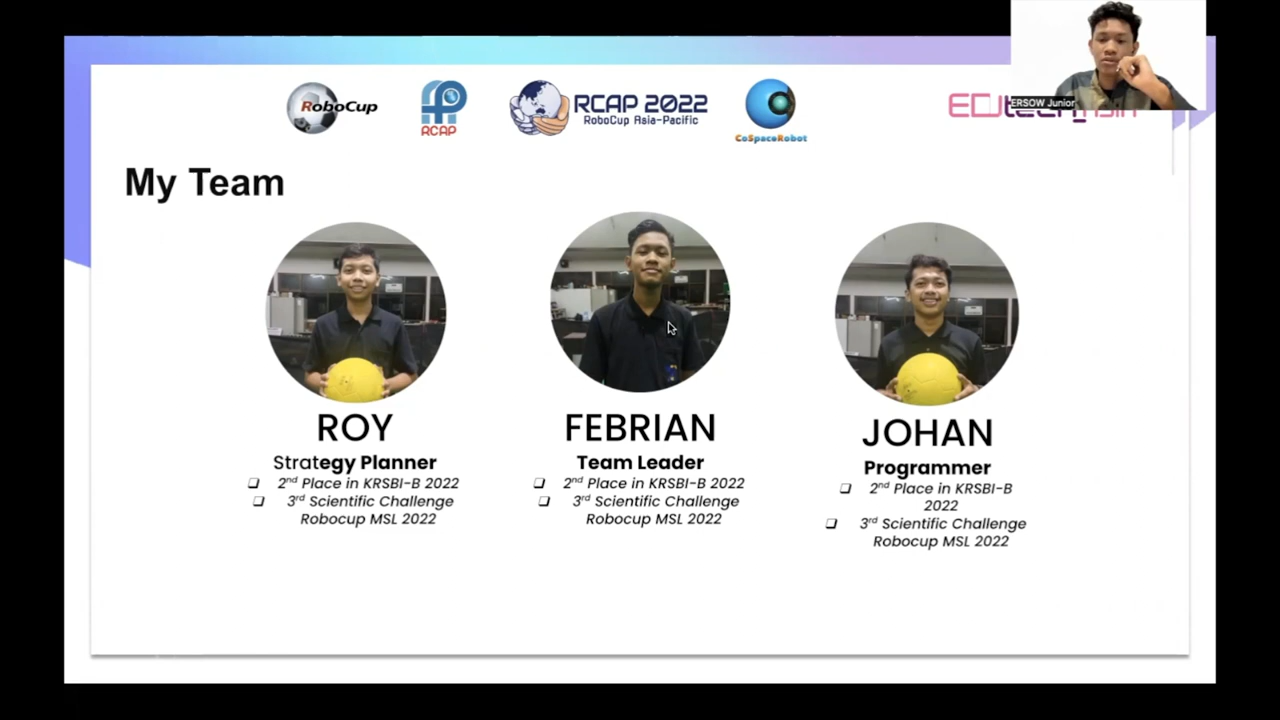 RoboCup
RCAP
RCAP 2022
RoboCup Asia-Pacific
CoSpaceRobot
ERSOW Junior
My Team
ROY
Strategy Planner
❑ 2nd Place in KRSBI-B 2022
❑ 3rd Scientific Challenge
Robocup MSL 2022
FEBRIAN
Team Leader
❑ 2nd Place in KRSBI-B 2022
❑ 3rd Scientific Challenge
Robocup MSL 2022
JOHAN
Programmer
❑ 2nd Place in KRSBI-B
2022
❑ 3rd Scientific Challenge
Robocup MSL 2022